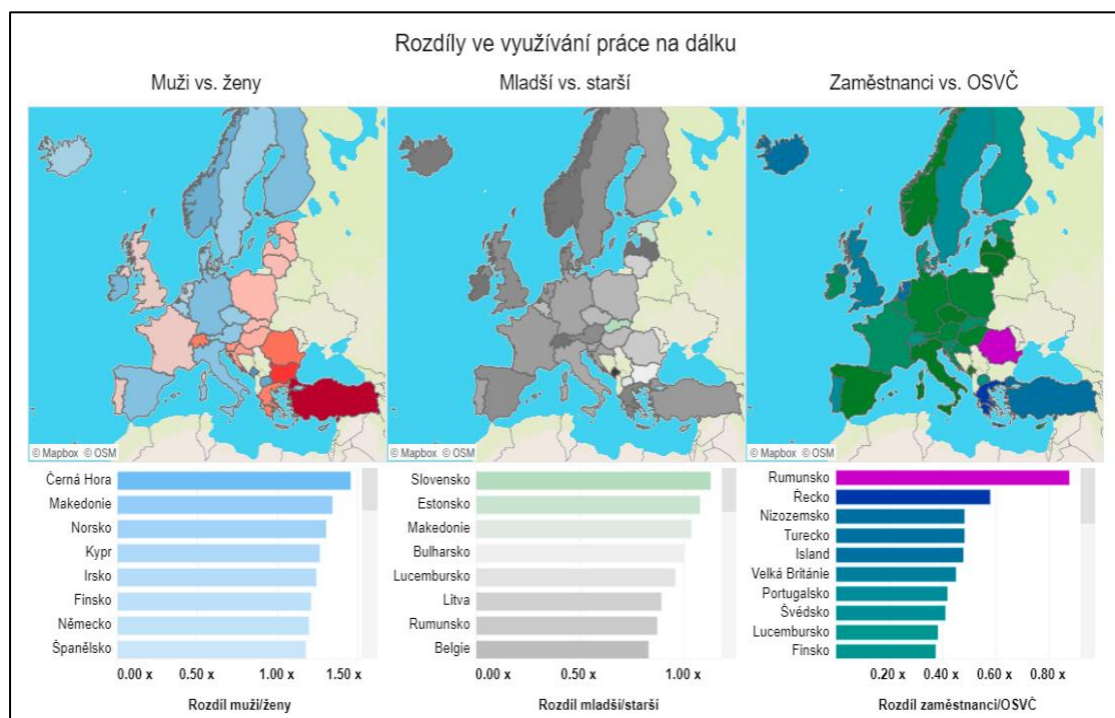 Rozdíly ve využívání práce na dálku
Muži vs. ženy
Mladší vs. starší
Zaměstnanci vs. OSVČ
© Mapbox © OSM
© Mapbox © OSM
© Mapbox © OSM
Černá Hora
Makedonie
Norsko
Kypr
Irsko
Finsko
Německo
Španělsko
0.00 x 0.50 x 1.00 x 1.50 x
Rozdíl muži/ženy
Slovensko
Estonsko
Makedonie
Bulharsko
Lucembursko
Litva
Rumunsko
Belgie
0.00 x 0.50 x 1.00 x
Rozdíl mladší/starší
Rumunsko
Řecko
Nizozemsko
Turecko
Island
Velká Británie
Portugalsko
Švédsko
Lucembursko
Finsko
0.20 x 0.40 x 0.60 x 0.80 x
Rozdíl zaměstnanci/OSVČ